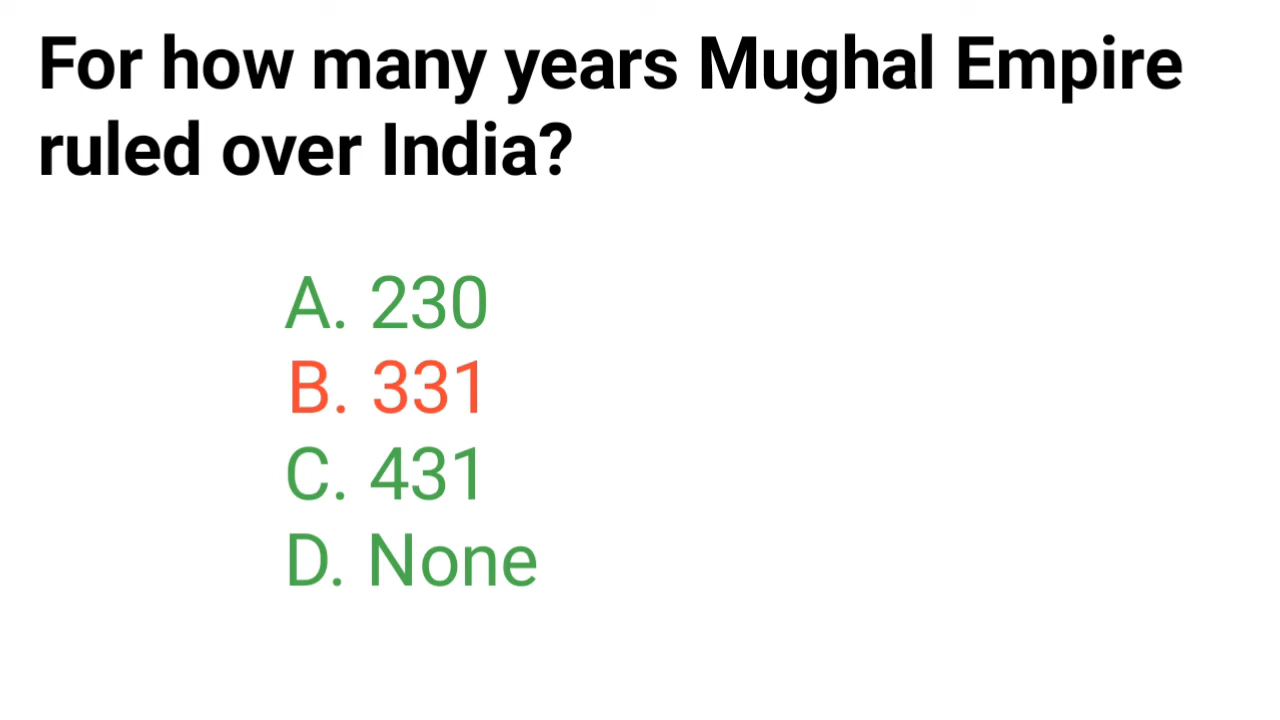 For how many years Mughal Empire
ruled over India?
A. 230
B. 331
C. 431
D. None